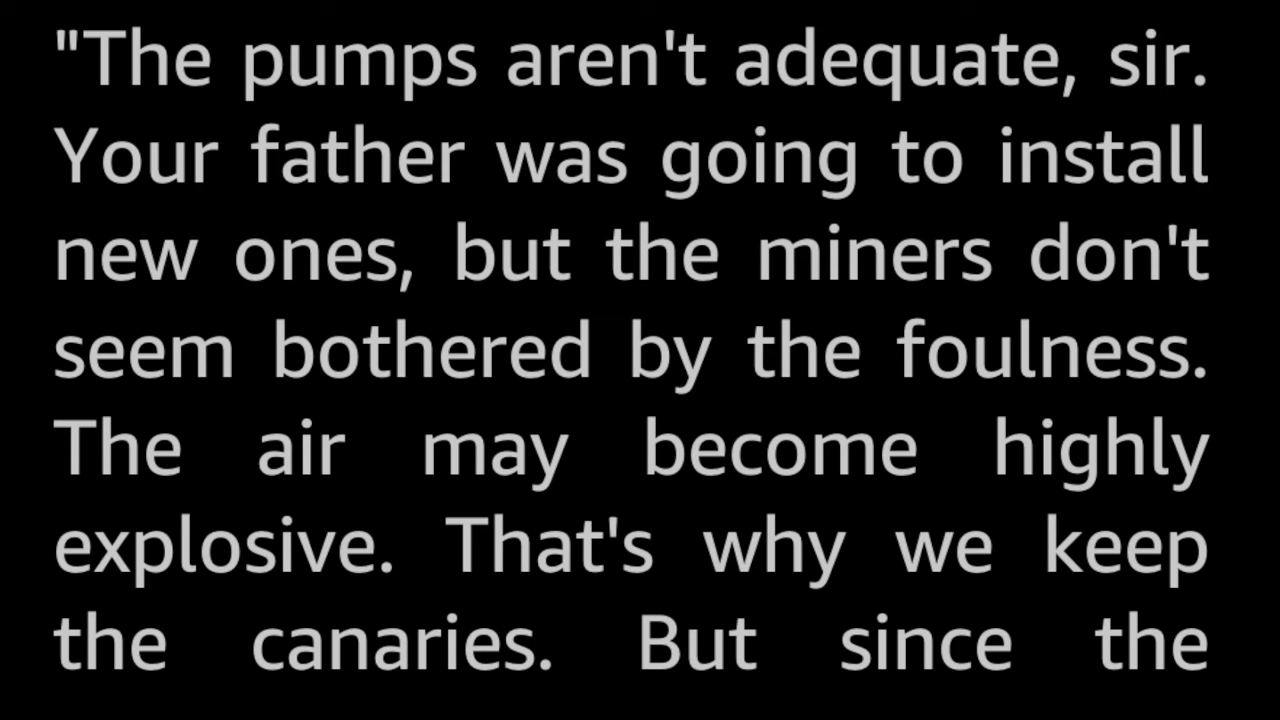 "The pumps aren't adequate, sir.
Your father was going to install
new ones, but the miners don't
seem bothered by the foulness.
The air may become highly
explosive. That's why we keep
the canaries. But since the